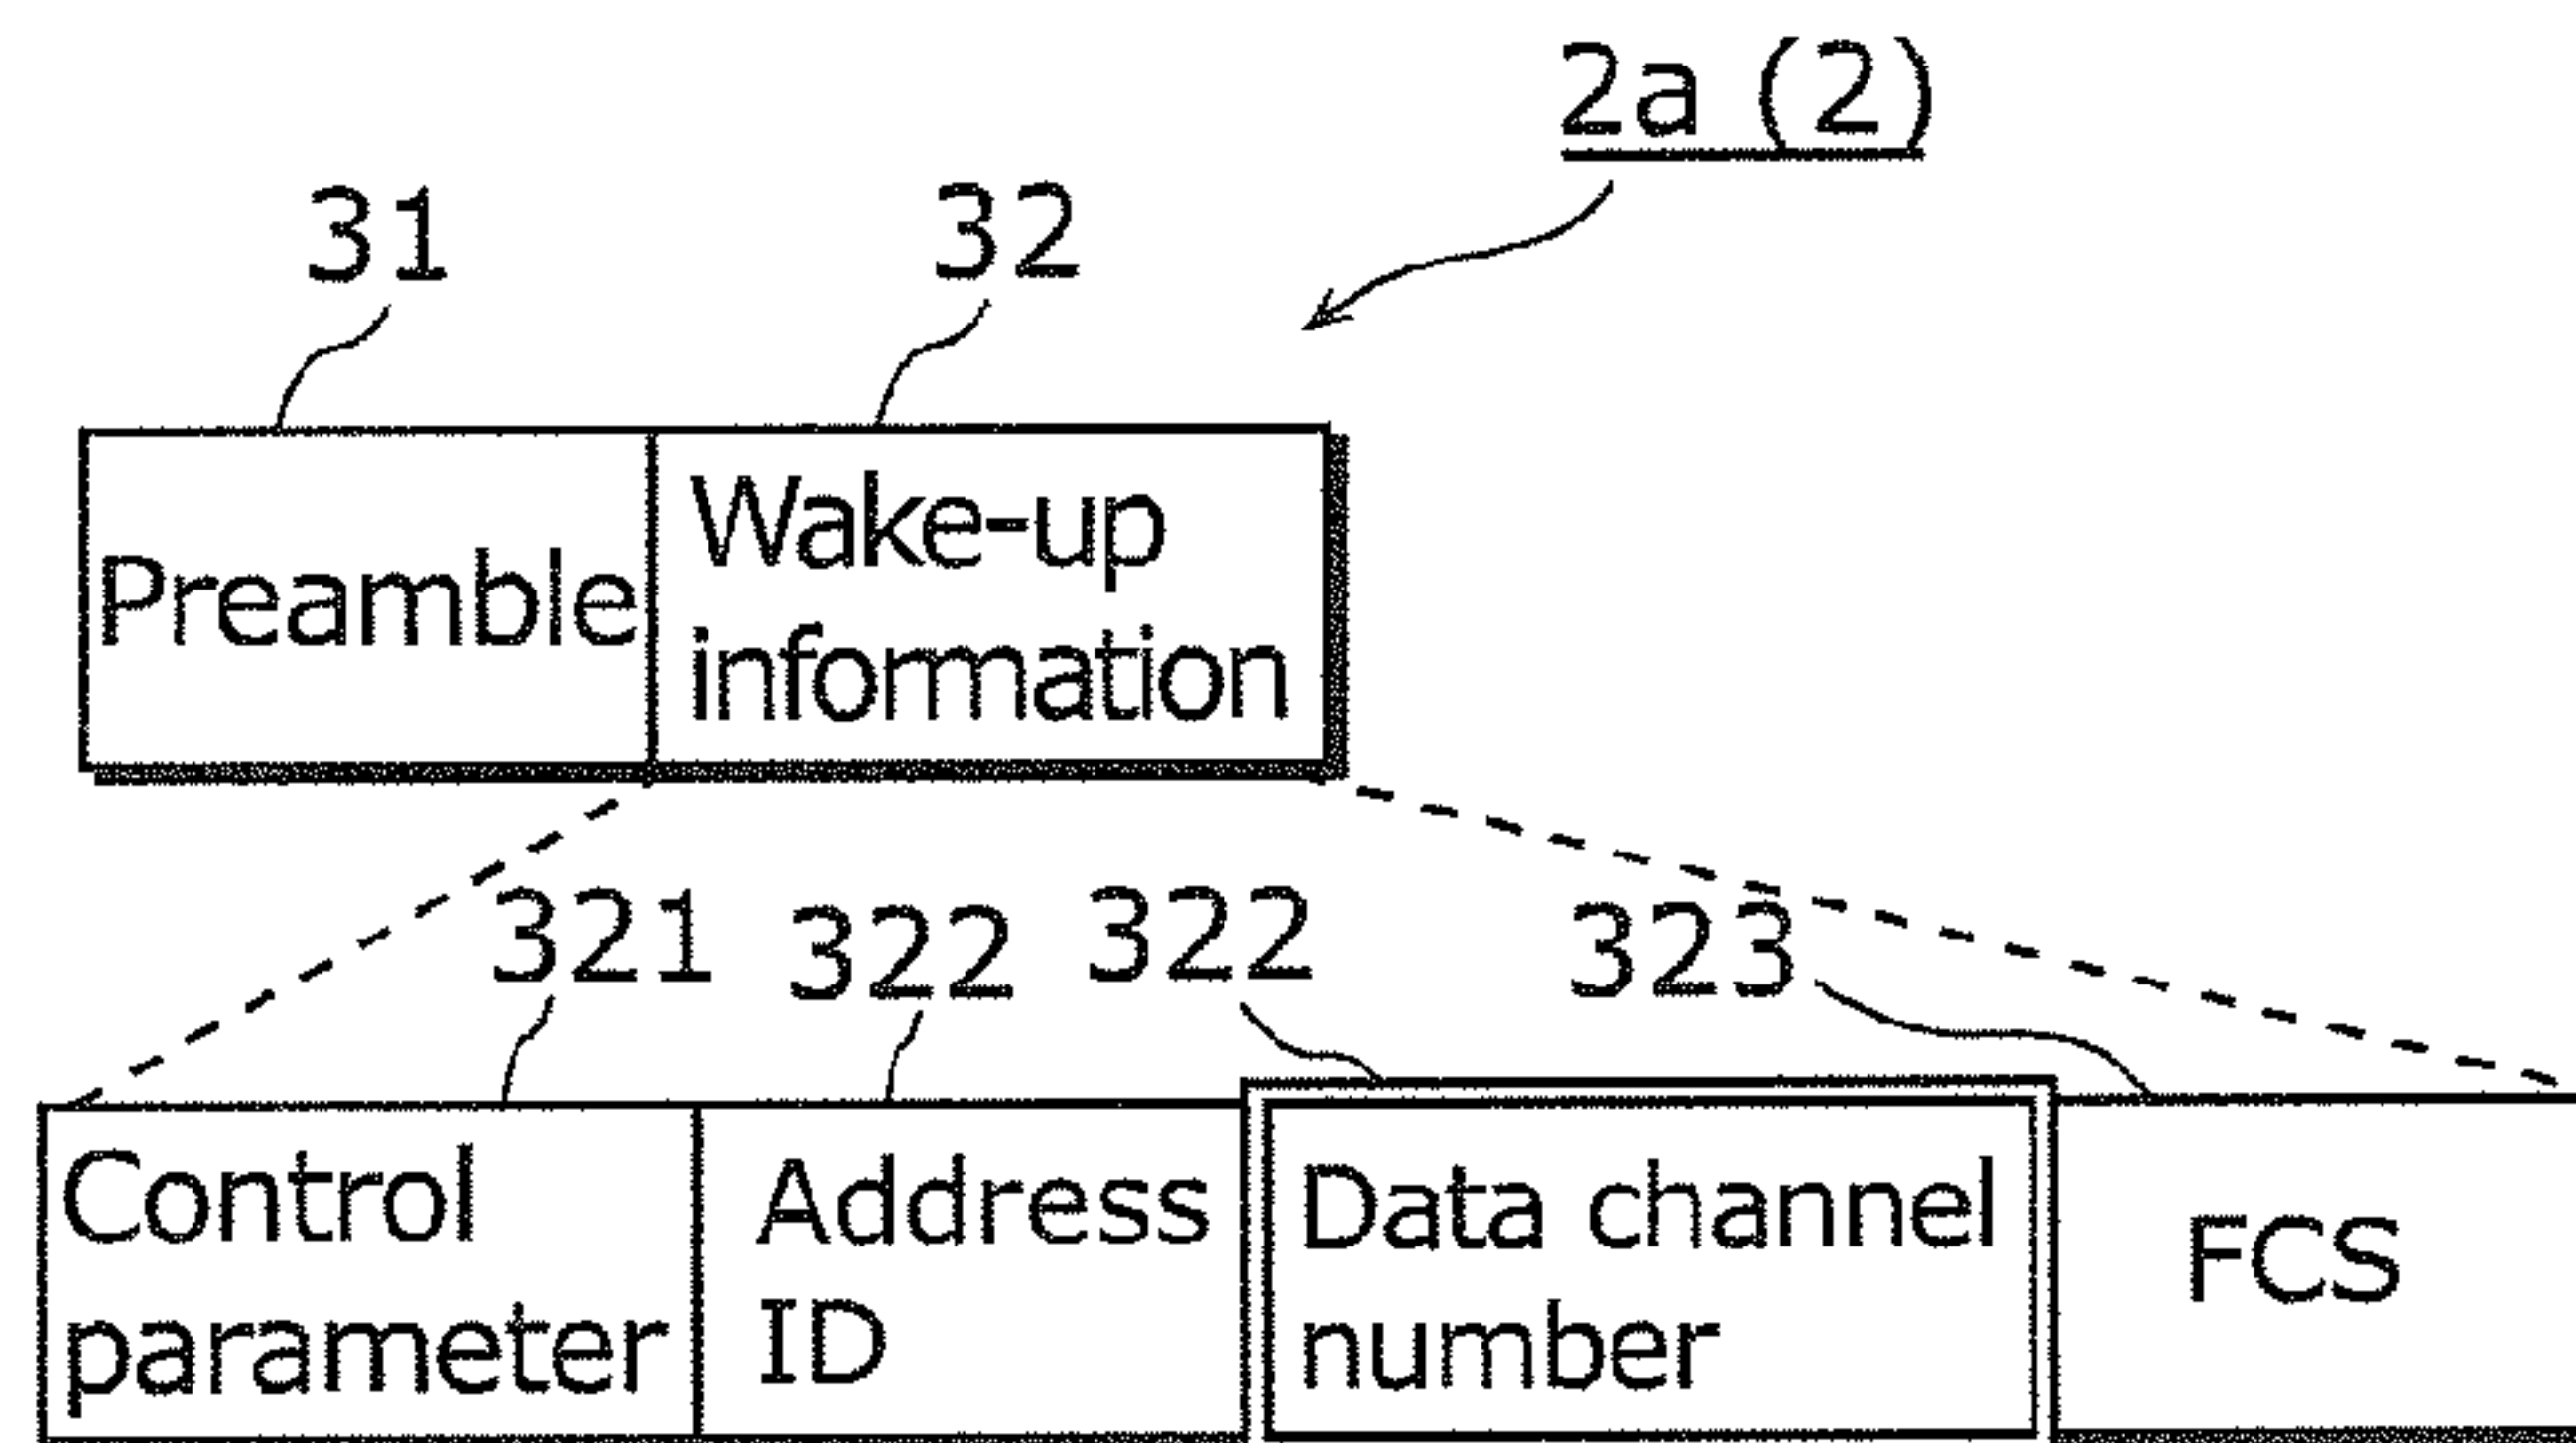 2a (2)
31 32
Preamble
Wake-up
information
321 322 322 323
Control
parameter
Address
ID
Data channel
number
FCS